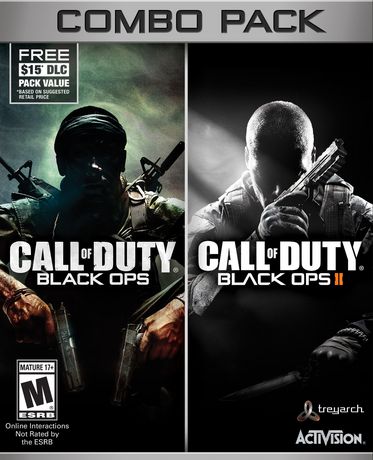 COMBO PACK
FREE
$15* DLC
PACK VALUE
*BASED ON SUGGESTED
RETAIL PRICE
CALL OF DUTY®
BLACK OPS
CALL OF DUTY®
BLACK OPS II
MATURE 17+
M
ESRB
Online Interactions
Not Rated by
the ESRB
treyarch
ACTIVISION